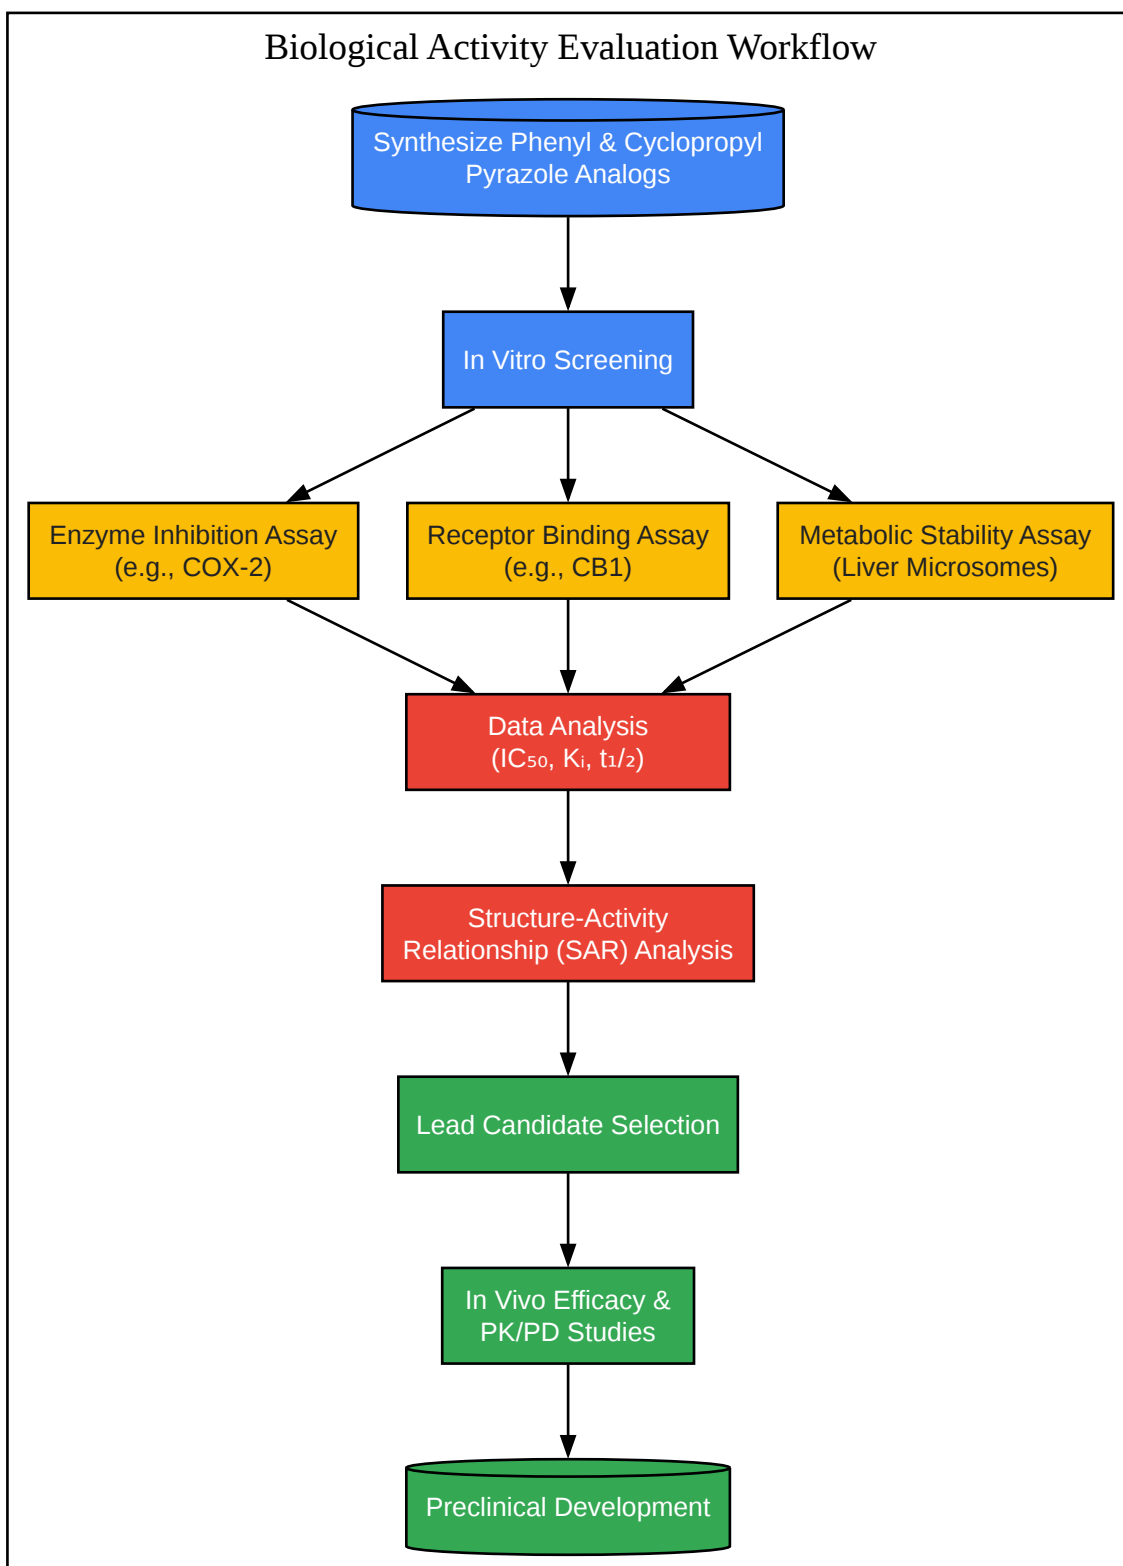 Biological Activity Evaluation Workflow
Synthesize Phenyl & Cyclopropyl
Pyrazole Analogs
In Vitro Screening
Enzyme Inhibition Assay
(e.g., COX-2)
Receptor Binding Assay
(e.g., CB1)
Metabolic Stability Assay
(Liver Microsomes)
Data Analysis
(IC₅₀, Kᵢ, t₁/₂)
Structure-Activity
Relationship (SAR) Analysis
Lead Candidate Selection
In Vivo Efficacy &
PK/PD Studies
Preclinical Development